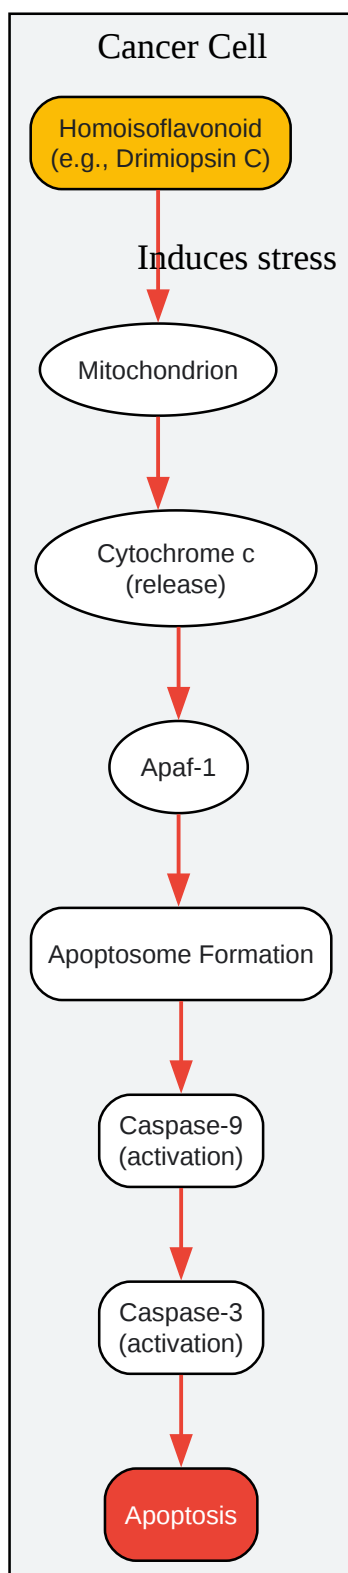 Cancer Cell
Homoisoflavonoid
(e.g., Drimiopsin C)
Induces stress
Mitochondrion
Cytochrome c
(release)
Apaf-1
Apoptosome Formation
Caspase-9
(activation)
Caspase-3
(activation)
Apoptosis